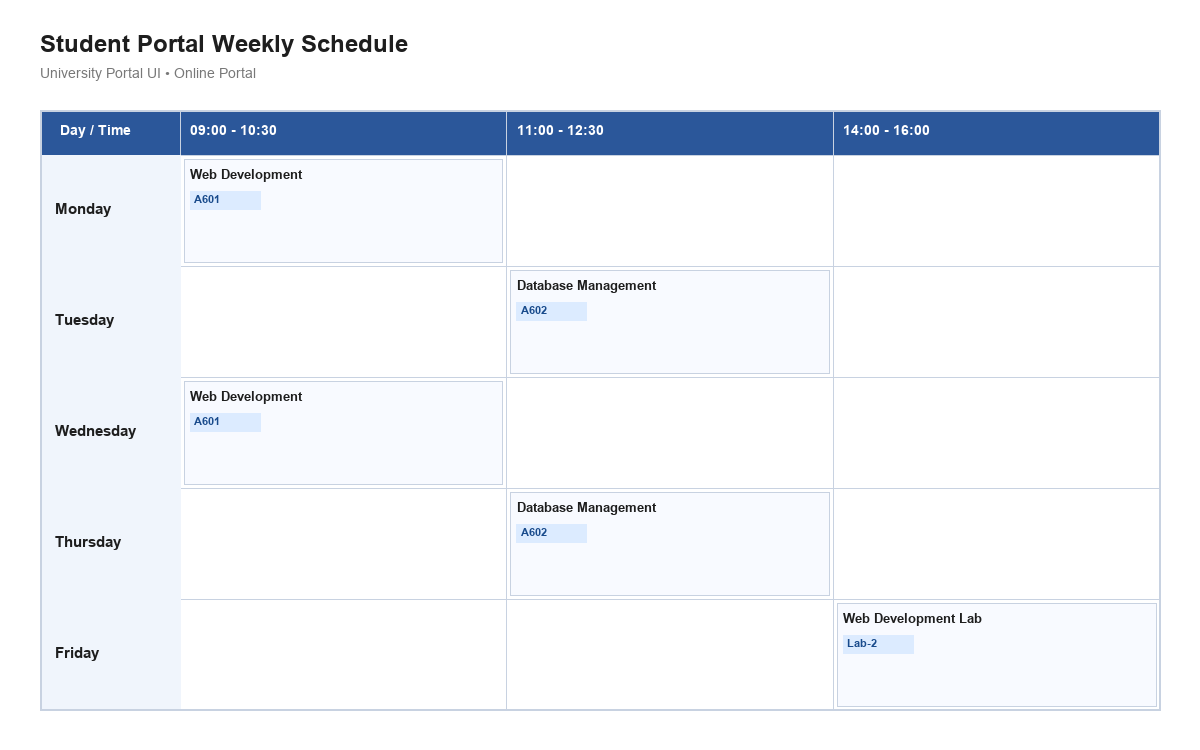 Student Portal Weekly Schedule
University Portal UI • Online Portal
Day / Time 09:00 - 10:30 11:00 - 12:30 14:00 - 16:00
Monday
Web Development
A601
Tuesday
Database Management
A602
Wednesday
Web Development
A601
Thursday
Database Management
A602
Friday
Web Development Lab
Lab-2